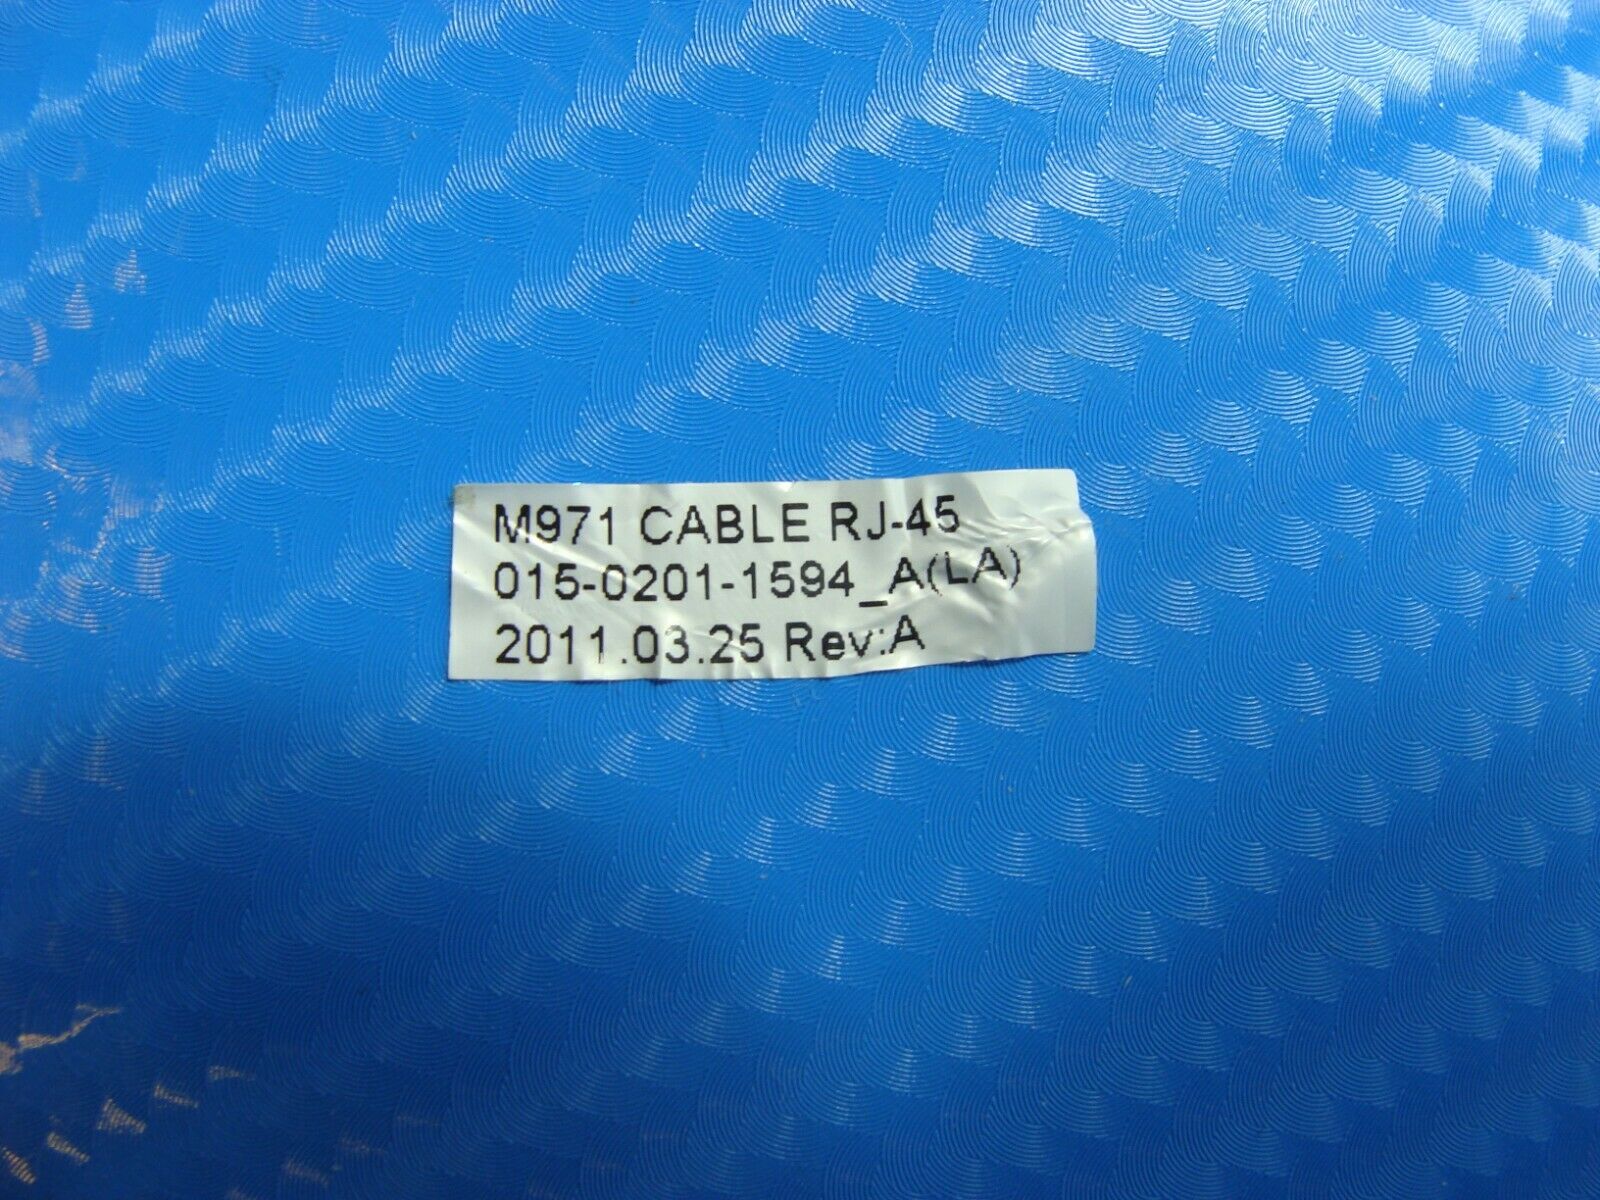 M971 CABLE RJ-45
015-0201-1594_A(LA)
2011.03.25 Rev:A